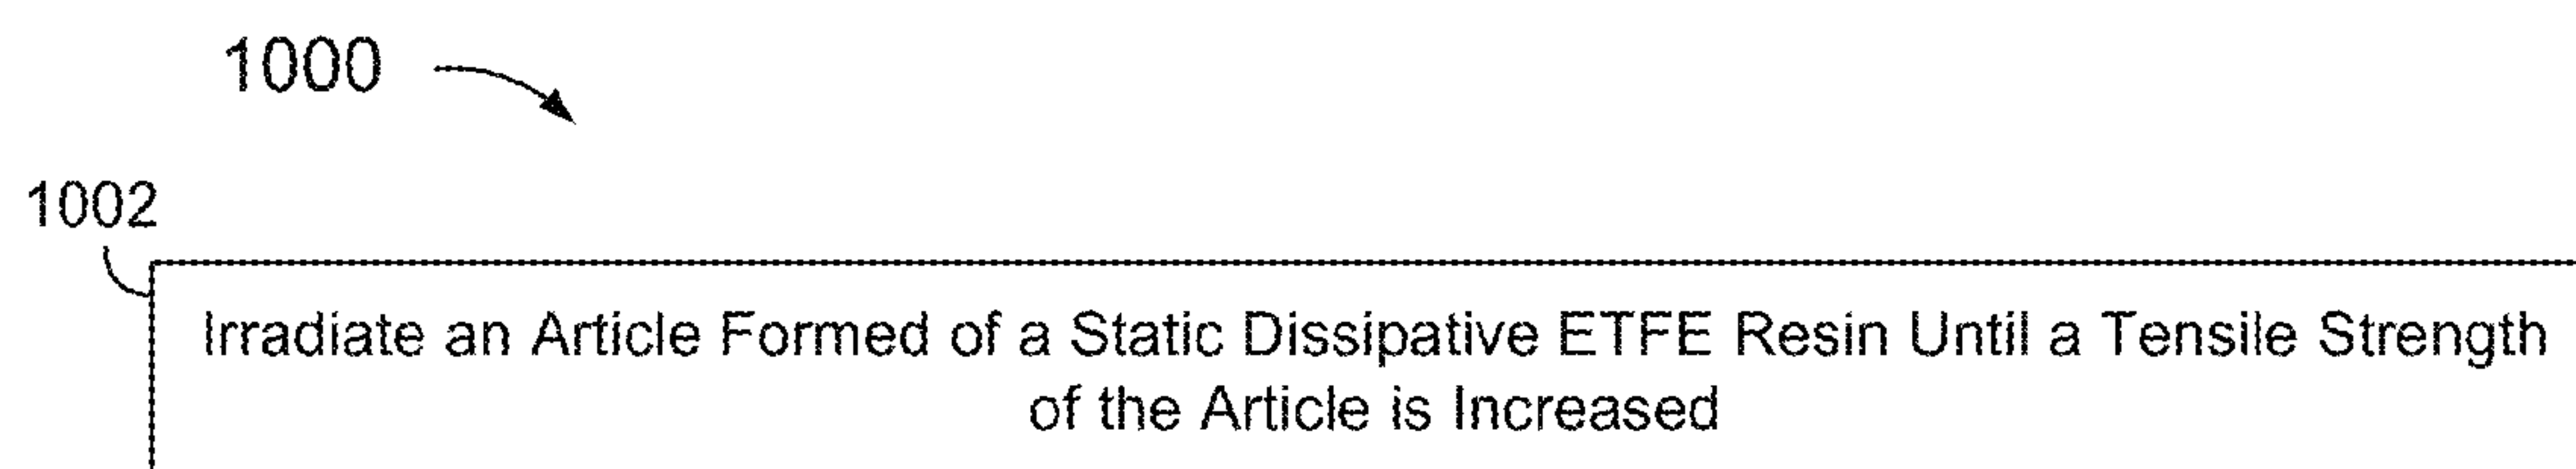 1000
1002
Irradiate an Article Formed of a Static Dissipative ETFE Resin Until a Tensile Strength
of the Article is Increased